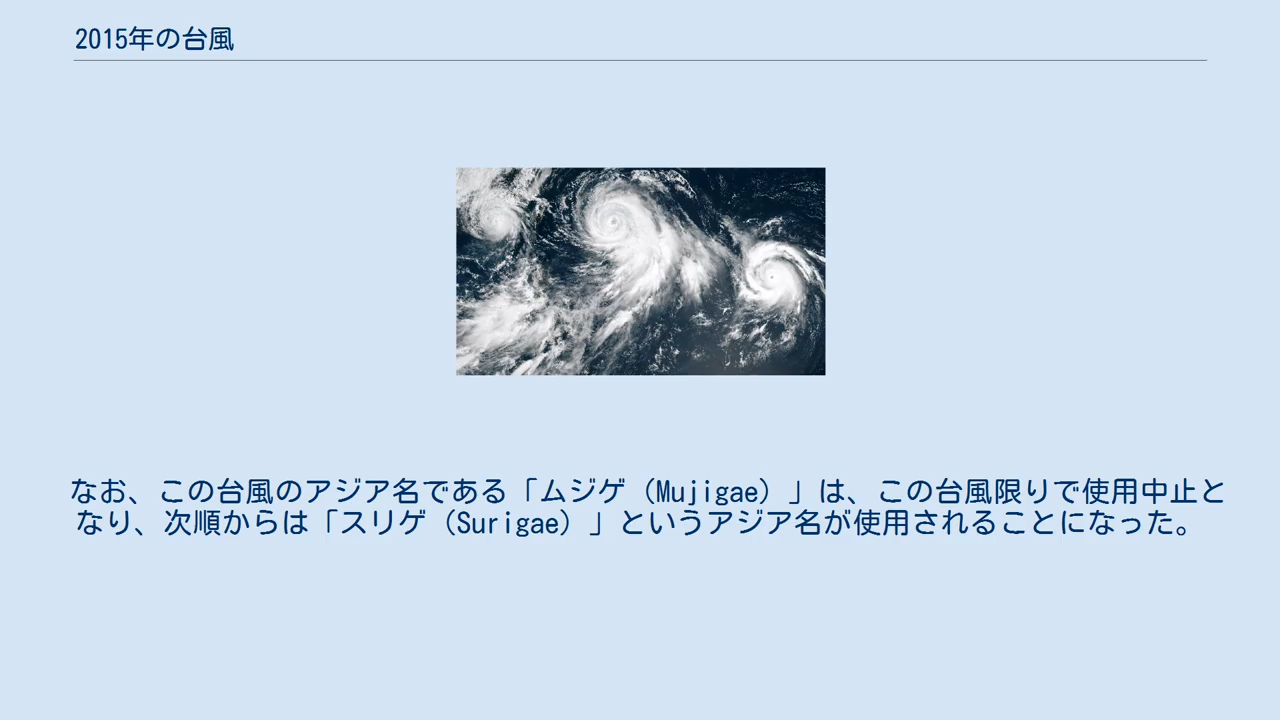 2015年の台風
なお、この台風のアジア名である「ムジゲ（Mujigae）」は、この台風限りで使用中止と
なり、次順からは「スリゲ（Surigae）」というアジア名が使用されることになった。